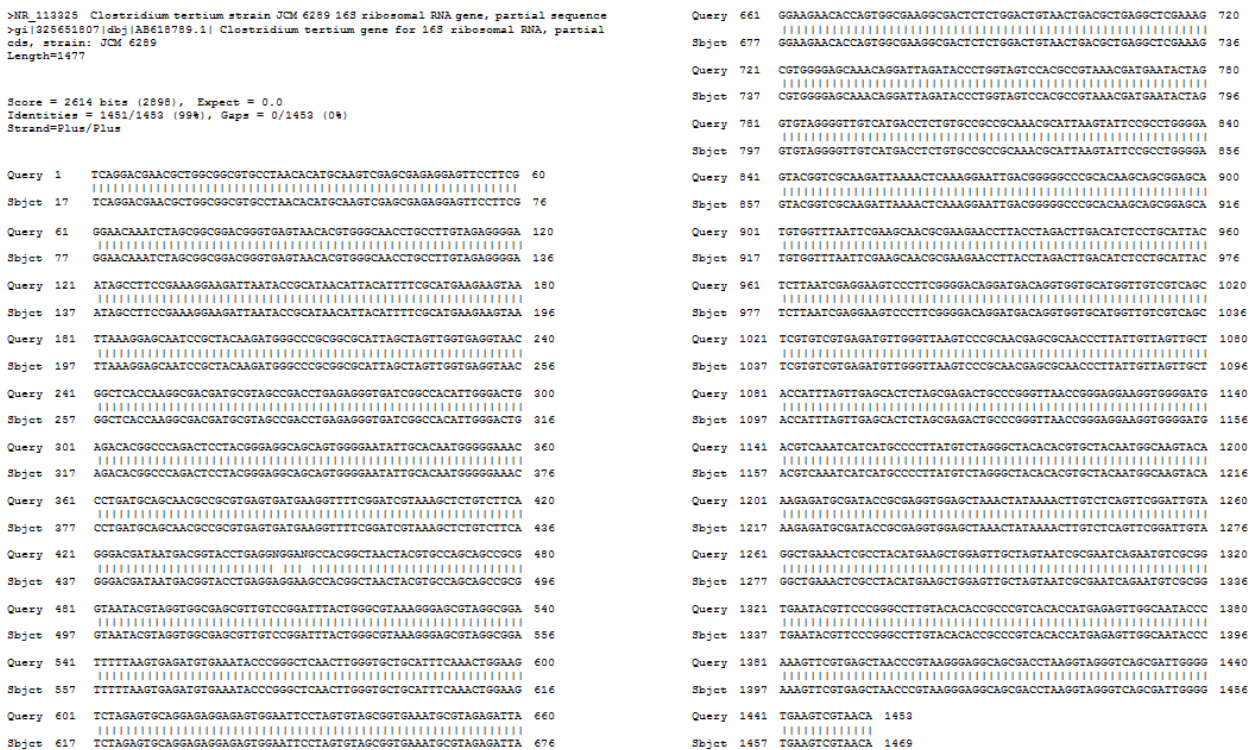 >NR_113325 Clostridium tertium strain JCM 6289 16S ribosomal RNA gene, partial sequence
>gi|325651807|dbj|AB618789.1| Clostridium tertium gene for 16S ribosomal RNA, partial
cds, strain: JCM 6289
Length=1477
Score = 2614 bits (2898), Expect = 0.0
Identities = 1451/1453 (99%), Gaps = 0/1453 (0%)
Strand=Plus/Plus
Query 1 TCAGGACGAACGCTGGCGGCGTGCCTAACACATGCAAGTCGAGCGAGAGGAGTTCCTTCG 60
Sbjct 17 TCAGGACGAACGCTGGCGGCGTGCCTAACACATGCAAGTCGAGCGAGAGGAGTTCCTTCG 76
Query 61 GGAACAAATCTAGCGGCGGACGGGTGAGTAACACGTGGGCAACCTGCCTTGTAGAGGGGA 120
Sbjct 77 GGAACAAATCTAGCGGCGGACGGGTGAGTAACACGTGGGCAACCTGCCTTGTAGAGGGGA 136
Query 121 ATAGCCTTCCGAAAGGAAGATTAATACCGCATAACATTACATTTTCGCATGAAGAAGTAA 180
Sbjct 137 ATAGCCTTCCGAAAGGAAGATTAATACCGCATAACATTACATTTTCGCATGAAGAAGTAA 196
Query 181 TTAAAGGAGCAATCCGCTACAAGATGGGCCCGCGGCGCATTAGCTAGTTGGTGAGGTAAC 240
Sbjct 197 TTAAAGGAGCAATCCGCTACAAGATGGGCCCGCGGCGCATTAGCTAGTTGGTGAGGTAAC 256
Query 241 GGCTCACCAAGGCGACGATGCGTAGCCGACCTGAGAGGGTGATCGGCCACATTGGGACTG 300
Sbjct 257 GGCTCACCAAGGCGACGATGCGTAGCCGACCTGAGAGGGTGATCGGCCACATTGGGACTG 316
Query 301 AGACACGGCCCAGACTCCTACGGGAGGCAGCAGTGGGGAATATTGCACAATGGGGGAAAC 360
Sbjct 317 AGACACGGCCCAGACTCCTACGGGAGGCAGCAGTGGGGAATATTGCACAATGGGGGAAAC 376
Query 361 CCTGATGCAGCAACGCCGCGTGAGTGATGAAGGTTTTCGGATCGTAAAGCTCTGTCTTCA 420
Sbjct 377 CCTGATGCAGCAACGCCGCGTGAGTGATGAAGGTTTTCGGATCGTAAAGCTCTGTCTTCA 436
Query 421 GGGACGATAATGACGGTACCTGAGGNGGANGCCACGGCTAACTACGTGCCAGCAGCCGCG 480
Sbjct 437 GGGACGATAATGACGGTACCTGAGGAGGAAGCCACGGCTAACTACGTGCCAGCAGCCGCG 496
Query 481 GTAATACGTAGGTGGCGAGCGTTGTCCGGATTTACTGGGCGTAAAGGGAGCGTAGGCGGA 540
Sbjct 497 GTAATACGTAGGTGGCGAGCGTTGTCCGGATTTACTGGGCGTAAAGGGAGCGTAGGCGGA 556
Query 541 TTTTTAAGTGAGATGTGAAATACCCGGGCTCAACTTGGGTGCTGCATTTCAAACTGGAAG 600
Sbjct 557 TTTTTAAGTGAGATGTGAAATACCCGGGCTCAACTTGGGTGCTGCATTTCAAACTGGAAG 616
Query 601 TCTAGAGTGCAGGAGAGGAGAGTGGAATTCCTAGTGTAGCGGTGAAATGCGTAGAGATTA 660
Sbjct 617 TCTAGAGTGCAGGAGAGGAGAGTGGAATTCCTAGTGTAGCGGTGAAATGCGTAGAGATTA 676
Query 661 GGAAGAACACCAGTGGCGAAGGCGACTCTCTGGACTGTAACTGACGCTGAGGCTCGAAAG 720
Sbjct 677 GGAAGAACACCAGTGGCGAAGGCGACTCTCTGGACTGTAACTGACGCTGAGGCTCGAAAG 736
Query 721 CGTGGGGAGCAAACAGGATTAGATACCCTGGTAGTCCACGCCGTAAACGATGAATACTAG 780
Sbjct 737 CGTGGGGAGCAAACAGGATTAGATACCCTGGTAGTCCACGCCGTAAACGATGAATACTAG 796
Query 781 GTGTAGGGGTTGTCATGACCTCTGTGCCGCCGCAAACGCATTAAGTATTCCGCCTGGGGA 840
Sbjct 797 GTGTAGGGGTTGTCATGACCTCTGTGCCGCCGCAAACGCATTAAGTATTCCGCCTGGGGA 856
Query 841 GTACGGTCGCAAGATTAAAACTCAAAGGAATTGACGGGGGCCCGCACAAGCAGCGGAGCA 900
Sbjct 857 GTACGGTCGCAAGATTAAAACTCAAAGGAATTGACGGGGGCCCGCACAAGCAGCGGAGCA 916
Query 901 TGTGGTTTAATTCGAAGCAACGCGAAGAACCTTACCTAGACTTGACATCTCCTGCATTAC 960
Sbjct 917 TGTGGTTTAATTCGAAGCAACGCGAAGAACCTTACCTAGACTTGACATCTCCTGCATTAC 976
Query 961 TCTTAATCGAGGAAGTCCCTTCGGGGACAGGATGACAGGTGGTGCATGGTTGTCGTCAGC 1020
Sbjct 977 TCTTAATCGAGGAAGTCCCTTCGGGGACAGGATGACAGGTGGTGCATGGTTGTCGTCAGC 1036
Query 1021 TCGTGTCGTGAGATGTTGGGTTAAGTCCCGCAACGAGCGCAACCCTTATTGTTAGTTGCT 1080
Sbjct 1037 TCGTGTCGTGAGATGTTGGGTTAAGTCCCGCAACGAGCGCAACCCTTATTGTTAGTTGCT 1096
Query 1081 ACCATTTAGTTGAGCACTCTAGCGAGACTGCCCGGGTTAACCGGGAGGAAGGTGGGGATG 1140
Sbjct 1097 ACCATTTAGTTGAGCACTCTAGCGAGACTGCCCGGGTTAACCGGGAGGAAGGTGGGGATG 1156
Query 1141 ACGTCAAATCATCATGCCCCTTATGTCTAGGGCTACACACGTGCTACAATGGCAAGTACA 1200
Sbjct 1157 ACGTCAAATCATCATGCCCCTTATGTCTAGGGCTACACACGTGCTACAATGGCAAGTACA 1216
Query 1201 AAGAGATGCGATACCGCGAGGTGGAGCTAAACTATAAAACTTGTCTCAGTTCGGATTGTA 1260
Sbjct 1217 AAGAGATGCGATACCGCGAGGTGGAGCTAAACTATAAAACTTGTCTCAGTTCGGATTGTA 1276
Query 1261 GGCTGAAACTCGCCTACATGAAGCTGGAGTTGCTAGTAATCGCGAATCAGAATGTCGCGG 1320
Sbjct 1277 GGCTGAAACTCGCCTACATGAAGCTGGAGTTGCTAGTAATCGCGAATCAGAATGTCGCGG 1336
Query 1321 TGAATACGTTCCCGGGCCTTGTACACACCGCCCGTCACACCATGAGAGTTGGCAATACCC 1380
Sbjct 1337 TGAATACGTTCCCGGGCCTTGTACACACCGCCCGTCACACCATGAGAGTTGGCAATACCC 1396
Query 1381 AAAGTTCGTGAGCTAACCCGTAAGGGAGGCAGCGACCTAAGGTAGGGTCAGCGATTGGGG 1440
Sbjct 1397 AAAGTTCGTGAGCTAACCCGTAAGGGAGGCAGCGACCTAAGGTAGGGTCAGCGATTGGGG 1456
Query 1441 TGAAGTCGTAACA 1453
Sbjct 1457 TGAAGTCGTAACA 1469